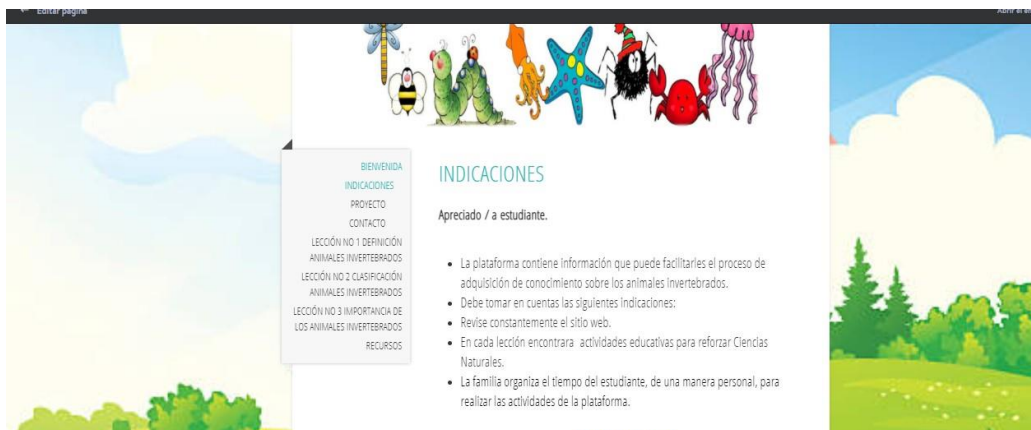 Editar página
Abrir el en
BIENVENIDA
INDICACIONES
PROYECTO
CONTACTO
LECCIÓN NO 1 DEFINICIÓN
ANIMALES INVERTEBRADOS
LECCIÓN NO 2 CLASIFICACIÓN
ANIMALES INVERTEBRADOS
LECCIÓN NO 3 IMPORTANCIA DE
LOS ANIMALES INVERTEBRADOS
RECURSOS
INDICACIONES
Apreciado / a estudiante.
• La plataforma contiene información que puede facilitarles el proceso de
adquisición de conocimiento sobre los animales invertebrados.
• Debe tomar en cuentas las siguientes indicaciones:
• Revise constantemente el sitio web.
• En cada lección encontrara actividades educativas para reforzar Ciencias
Naturales.
• La familia organiza el tiempo del estudiante, de una manera personal, para
realizar las actividades de la plataforma.